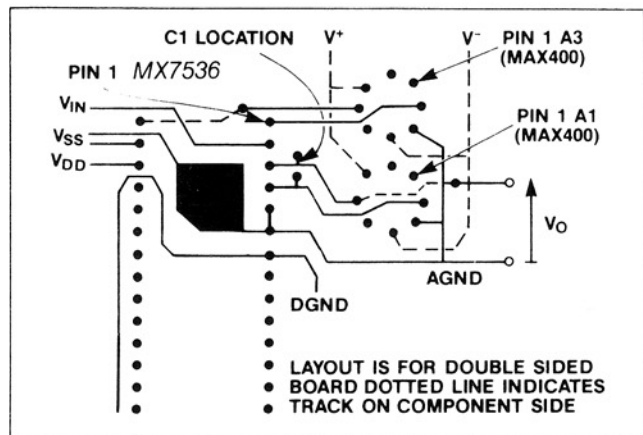 C1 LOCATION
V+
V-
PIN 1 A3
(MAX400)
PIN 1 MX7536
VIN
VSS
VDD
PIN 1 A1
(MAX400)
VO
AGND
DGND
LAYOUT IS FOR DOUBLE SIDED
BOARD DOTTED LINE INDICATES
TRACK ON COMPONENT SIDE